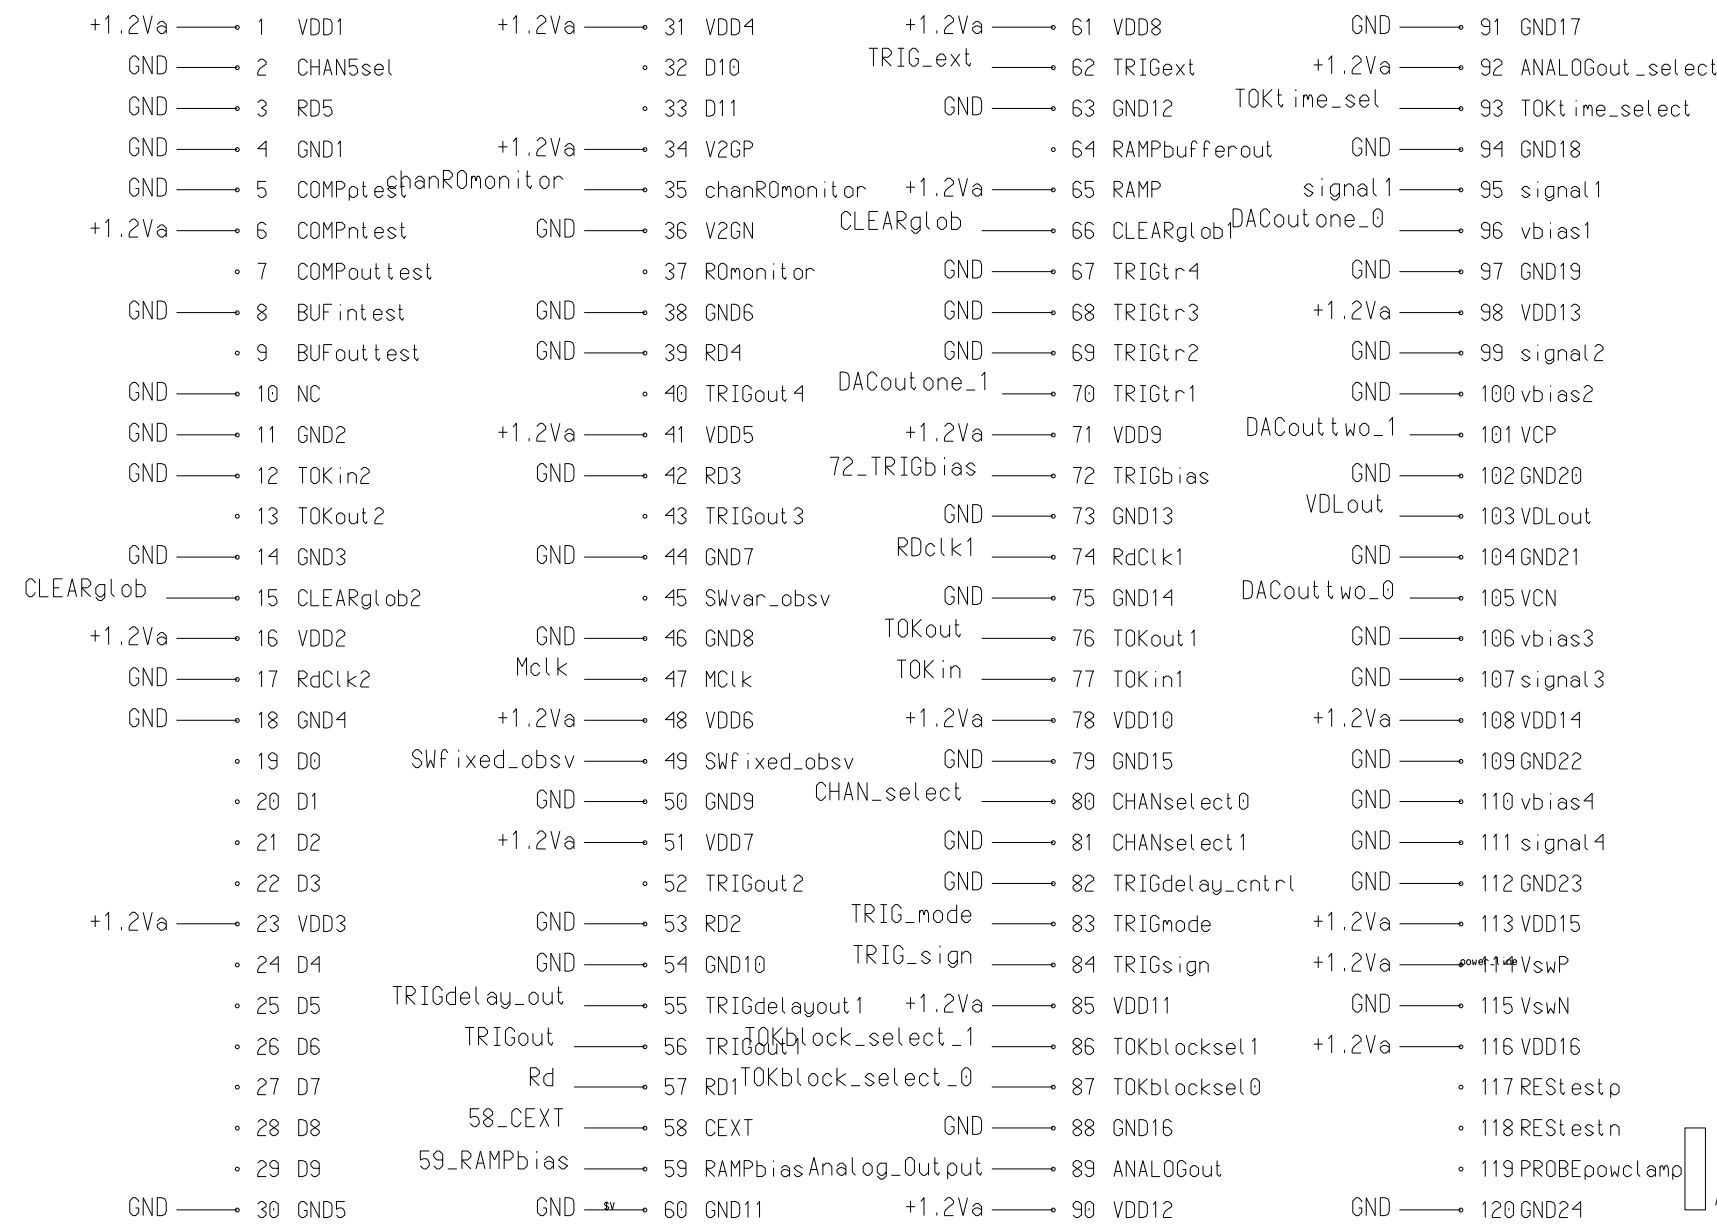 +1.2Va 1 VDD1
GND 2 CHAN5sel
GND 3 RD5
GND 4 GND1
GND 5 COMPptest
+1.2Va 6 COMPntest
7 COMPouttest
GND 8 BUFintest
9 BUFouttest
GND 10 NC
GND 11 GND2
GND 12 TOKin2
13 TOKout2
GND 14 GND3
CLEARglob 15 CLEARglob2
+1.2Va 16 VDD2
GND 17 RdClk2
GND 18 GND4
19 D0
20 D1
21 D2
22 D3
+1.2Va 23 VDD3
24 D4
25 D5
26 D6
27 D7
28 D8
29 D9
GND 30 GND5
+1.2Va 31 VDD4
32 D10
33 D11
+1.2Va 34 V2GP
chanROmonitor 35 chanROmonitor
GND 36 V2GN
37 ROmonitor
GND 38 GND6
GND 39 RD4
40 TRIGout4
+1.2Va 41 VDD5
GND 42 RD3
43 TRIGout3
GND 44 GND7
45 SWvar_obsv
GND 46 GND8
Mclk 47 MClk
+1.2Va 48 VDD6
SWfixed_obsv 49 SWfixed_obsv
GND 50 GND9
+1.2Va 51 VDD7
52 TRIGout2
GND 53 RD2
GND 54 GND10
TRIGdelay_out 55 TRIGdelayout1
TRIGout 56 TRIGout1
Rd 57 RD1
58_CEXT 58 CEXT
59_RAMPbias 59 RAMPbias
GND $V 60 GND11
+1.2Va 61 VDD8
TRIG_ext 62 TRIGext
GND 63 GND12
64 RAMPbufferout
+1.2Va 65 RAMP
CLEARglob 66 CLEARglob1
GND 67 TRIGtr4
GND 68 TRIGtr3
GND 69 TRIGtr2
DACoutone_1 70 TRIGtr1
+1.2Va 71 VDD9
72_TRIGbias 72 TRIGbias
GND 73 GND13
RDclk1 74 RdClk1
GND 75 GND14
TOKout 76 TOKout1
TOKin 77 TOKin1
+1.2Va 78 VDD10
GND 79 GND15
CHAN_select 80 CHANselect0
GND 81 CHANselect1
GND 82 TRIGdelay_cntrl
TRIG_mode 83 TRIGmode
TRIG_sign 84 TRIGsign
+1.2Va 85 VDD11
TOKblock_select_1 86 TOKblocksel1
TOKblock_select_0 87 TOKblocksel0
GND 88 GND16
Analog_Output 89 ANALOGout
+1.2Va 90 VDD12
GND 91 GND17
+1.2Va 92 ANALOGout_select
TOKtime_sel 93 TOKtime_select
GND 94 GND18
signal1 95 signal1
DACoutone_0 96 vbias1
GND 97 GND19
+1.2Va 98 VDD13
GND 99 signal2
GND 100 vbias2
DACouttwo_1 101 VCP
GND 102 GND20
VDLout 103 VDLout
GND 104 GND21
DACouttwo_0 105 VCN
GND 106 vbias3
GND 107 signal3
+1.2Va 108 VDD14
GND 109 GND22
GND 110 vbias4
GND 111 signal4
GND 112 GND23
+1.2Va 113 VDD15
+1.2Va 114 VswP
GND 115 VswN
+1.2Va 116 VDD16
117 REStestp
118 REStestn
119 PROBEpowclamp
GND 120 GND24